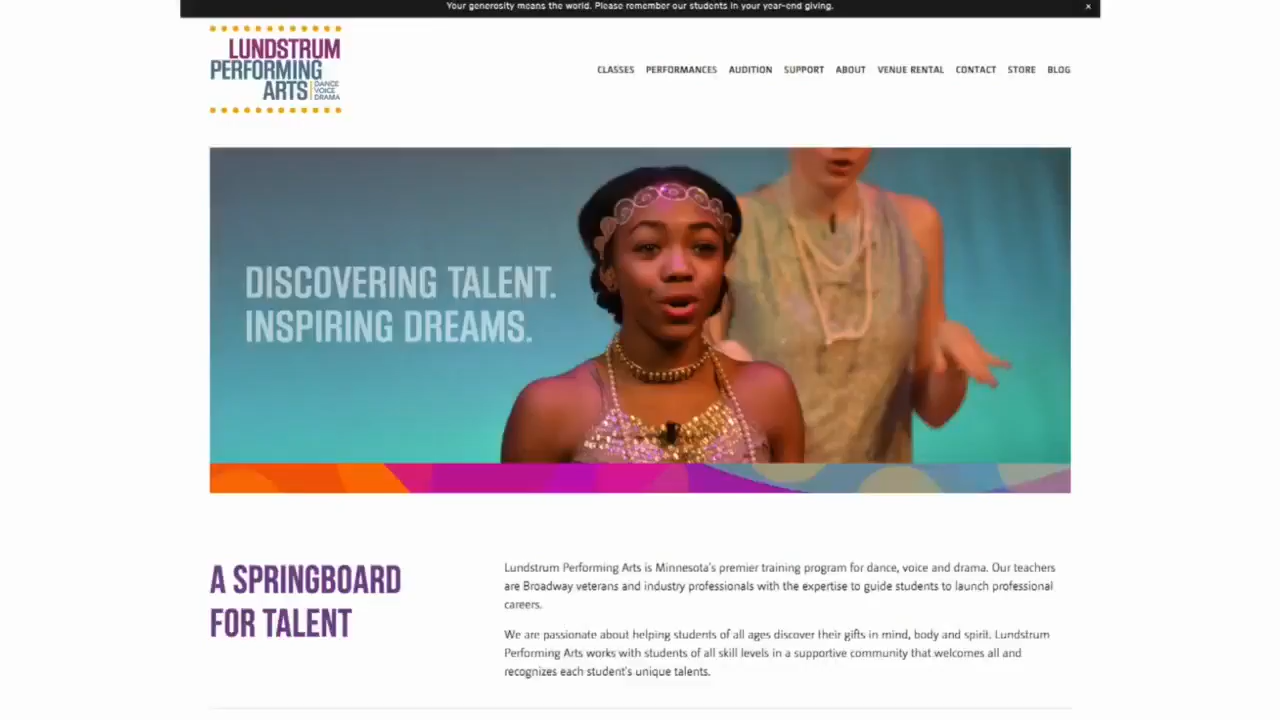 Your generosity means the world. Please remember our students in your year-end giving.
×
LUNDSTRUM
PERFORMING
ARTS
DANCE
VOICE
DRAMA
CLASSES PERFORMANCES AUDITION SUPPORT ABOUT VENUE RENTAL CONTACT STORE BLOG
DISCOVERING TALENT.
INSPIRING DREAMS.
A SPRINGBOARD
FOR TALENT
Lundstrum Performing Arts is Minnesota's premier training program for dance, voice and drama. Our teachers
are Broadway veterans and industry professionals with the expertise to guide students to launch professional
careers.
We are passionate about helping students of all ages discover their gifts in mind, body and spirit. Lundstrum
Performing Arts works with students of all skill levels in a supportive community that welcomes all and
recognizes each student's unique talents.